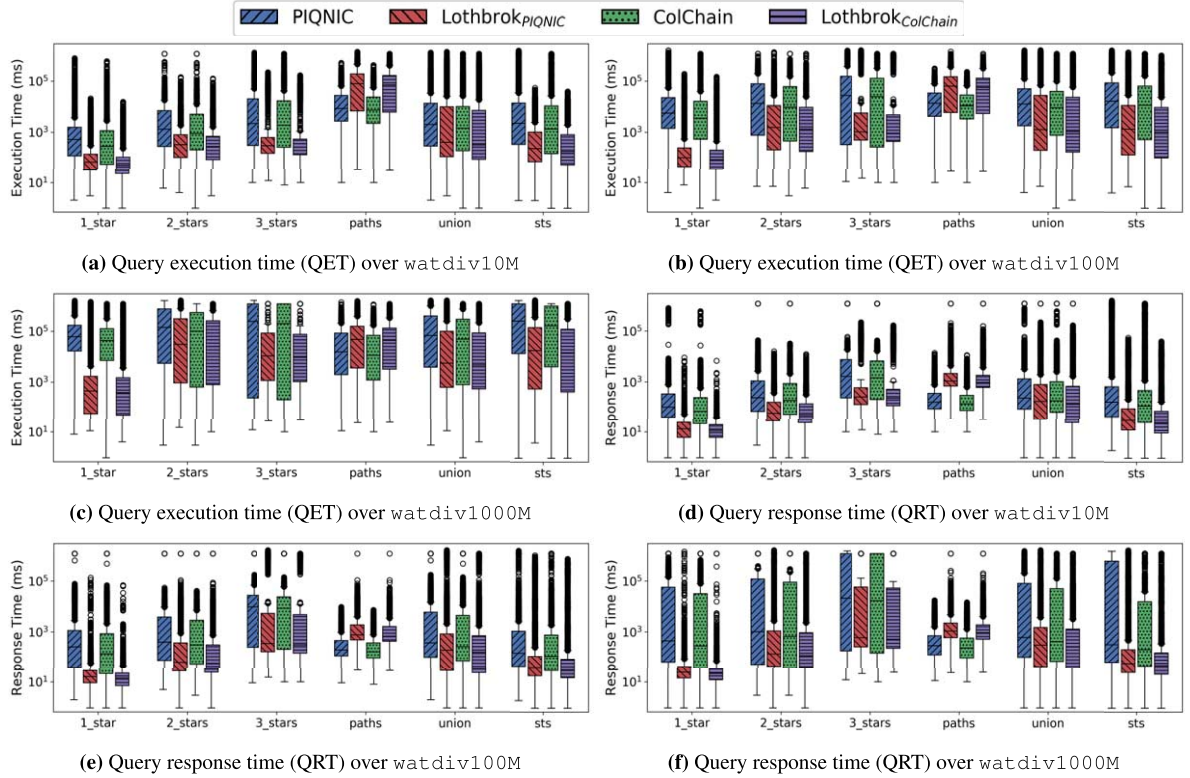 PIQNIC Lothbrok_PIQNIC ColChain Lothbrok_ColChain
Execution Time (ms)
10^5
10^3
10^1
1_star 2_stars 3_stars paths union sts
(a) Query execution time (QET) over watdiv10M
Execution Time (ms)
10^5
10^3
10^1
1_star 2_stars 3_stars paths union sts
(b) Query execution time (QET) over watdiv100M
Execution Time (ms)
10^5
10^3
10^1
1_star 2_stars 3_stars paths union sts
(c) Query execution time (QET) over watdiv1000M
Response Time (ms)
10^5
10^3
10^1
1_star 2_stars 3_stars paths union sts
(d) Query response time (QRT) over watdiv10M
Response Time (ms)
10^5
10^3
10^1
1_star 2_stars 3_stars paths union sts
(e) Query response time (QRT) over watdiv100M
Response Time (ms)
10^5
10^3
10^1
1_star 2_stars 3_stars paths union sts
(f) Query response time (QRT) over watdiv1000M